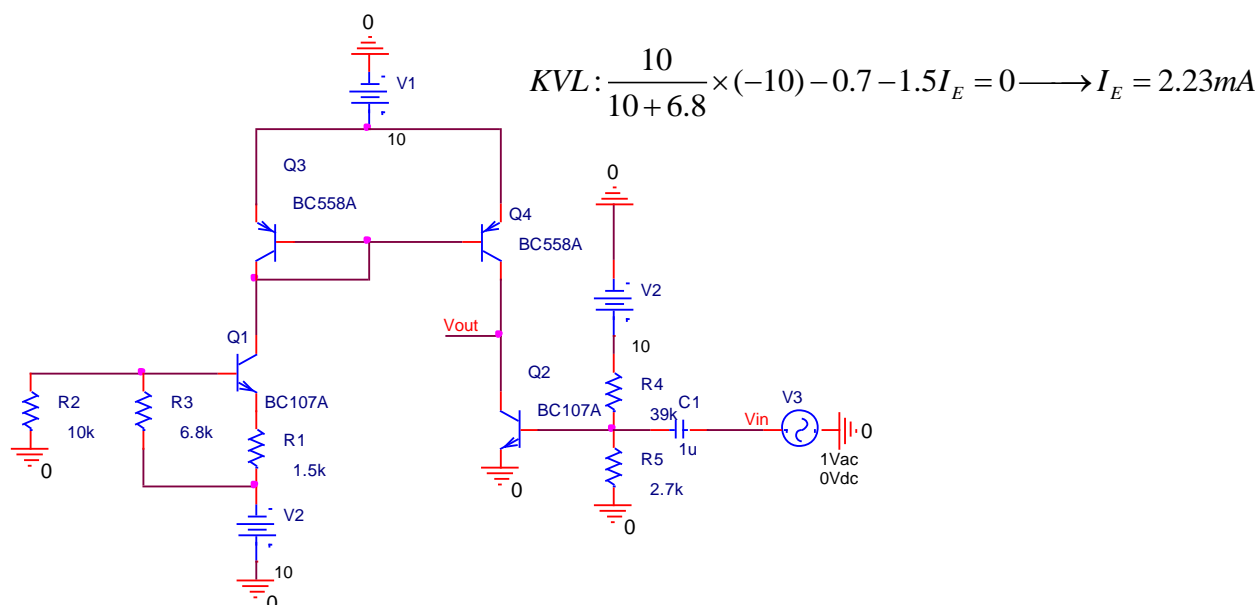 0
V1
10
KVL: \frac{10}{10+6.8} \times (-10) - 0.7 - 1.5I_E = 0 ⟶ I_E = 2.23mA
Q3
BC558A
Q4
BC558A
0
V2
10
Vout
Q1
BC107A
Q2
BC107A
R4
39k
C1
1u
Vin
V3
0
1Vac
0Vdc
R2
10k
0
R3
6.8k
R1
1.5k
R5
2.7k
0
0
V2
10
0